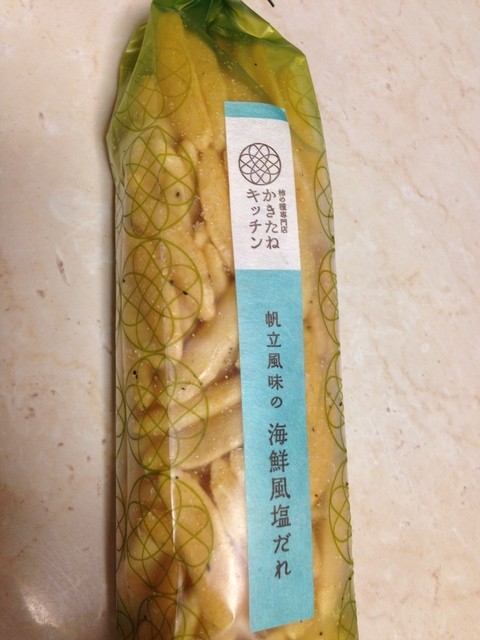 柿の種専門店
かきたね
キッチン
帆立風味の
海鮮風塩だれ